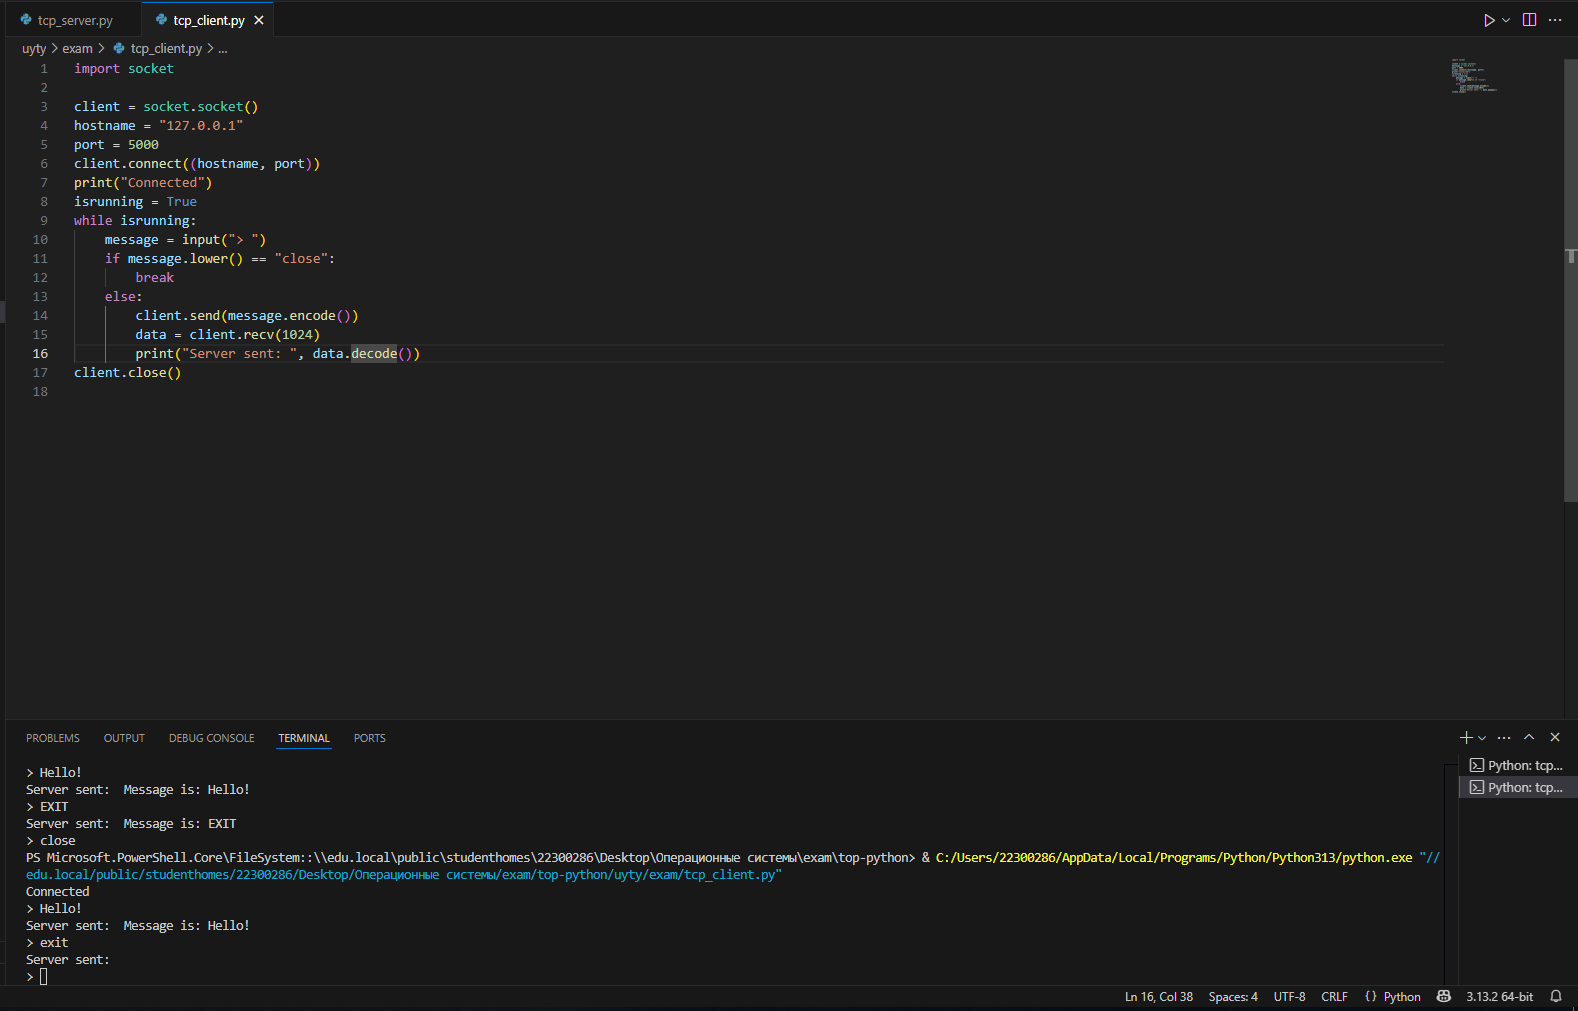 tcp_server.py tcp_client.py
uyty > exam > tcp_client.py > ...
1 import socket
2
3 client = socket.socket()
4 hostname = "127.0.0.1"
5 port = 5000
6 client.connect((hostname, port))
7 print("Connected")
8 isrunning = True
9 while isrunning:
10 message = input("> ")
11 if message.lower() == "close":
12 break
13 else:
14 client.send(message.encode())
15 data = client.recv(1024)
16 print("Server sent: ", data.decode())
17 client.close()
18
PROBLEMS OUTPUT DEBUG CONSOLE TERMINAL PORTS
Python: tcp...
Python: tcp...
> Hello!
Server sent:  Message is: Hello!
> EXIT
Server sent:  Message is: EXIT
> close
PS Microsoft.PowerShell.Core\FileSystem::\\edu.local\public\studenthomes\22300286\Desktop\Операционные системы\exam\top-python> & C:/Users/22300286/AppData/Local/Programs/Python/Python313/python.exe "//
edu.local/public/studenthomes/22300286/Desktop/Операционные системы/exam/top-python/uyty/exam/tcp_client.py"
Connected
> Hello!
Server sent:  Message is: Hello!
> exit
Server sent:
>
Ln 16, Col 38 Spaces: 4 UTF-8 CRLF {} Python 3.13.2 64-bit